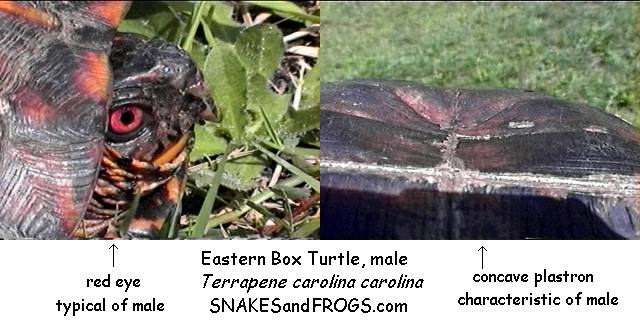 Eastern Box Turtle, male
Terrapene carolina carolina
SNAKESandFROGS.com
red eye
typical of male
concave plastron
characteristic of male